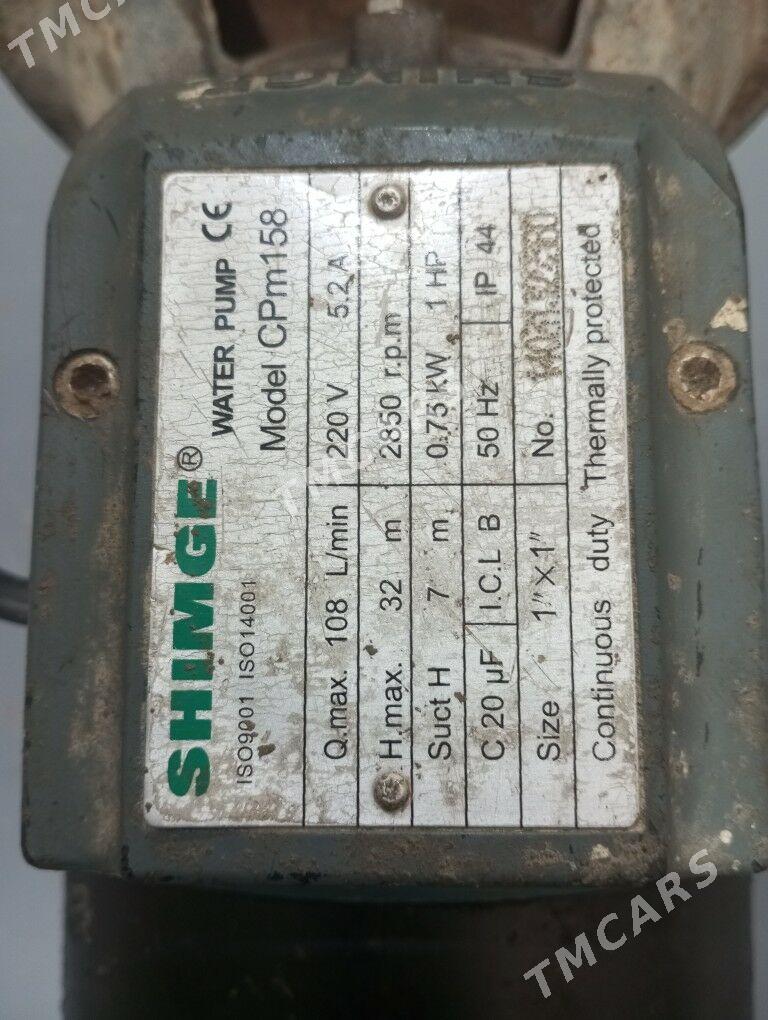 SHIMGE® WATER PUMP CE
ISO9001 ISO14001 Model CPm158
Q.max. 108 L/min 220 V 5.2 A
H.max. 32 m 2850 r.p.m
Suct H 7 m 0.75 KW 1 HP
C 20 µF I.C.L B 50 Hz IP 44
Size 1"X1" No.
Continuous duty Thermally protected
SHIMGE
TMCARS
TMCARS